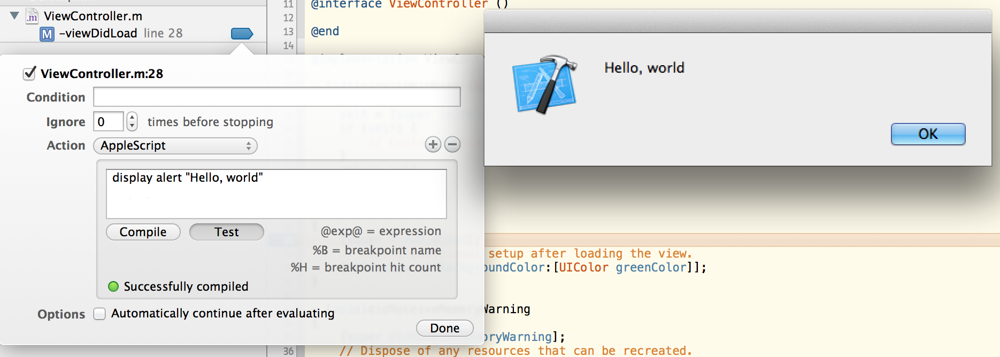 ViewController.m
-viewDidLoad line 28
ViewController.m:28
Condition
Ignore 0 times before stopping
Action AppleScript
display alert "Hello, world"
Compile Test
@exp@ = expression
%B = breakpoint name
%H = breakpoint hit count
Successfully compiled
Options Automatically continue after evaluating
Done
11 @interface ViewController ()
12
13 @end
14
Hello, world
OK
setup after loading the view.
oundColor:[UIColor greenColor]];
Warning
oryWarning];
36 // Dispose of any resources that can be recreated.